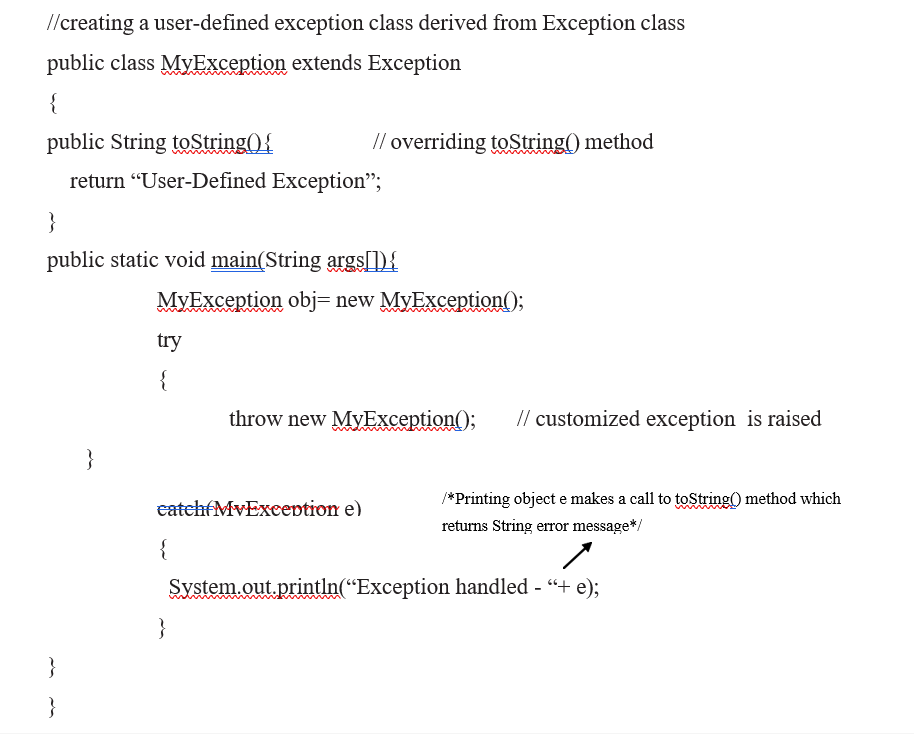 //creating a user-defined exception class derived from Exception class
public class MyException extends Exception
{
public String toString(){ // overriding toString() method
return “User-Defined Exception”;
}
public static void main(String args[]){
MyException obj= new MyException();
try
{
throw new MyException(); // customized exception is raised
}
catch(MyException e)
/*Printing object e makes a call to toString() method which
returns String error message*/
{
System.out.println(“Exception handled - “+ e);
}
}
}